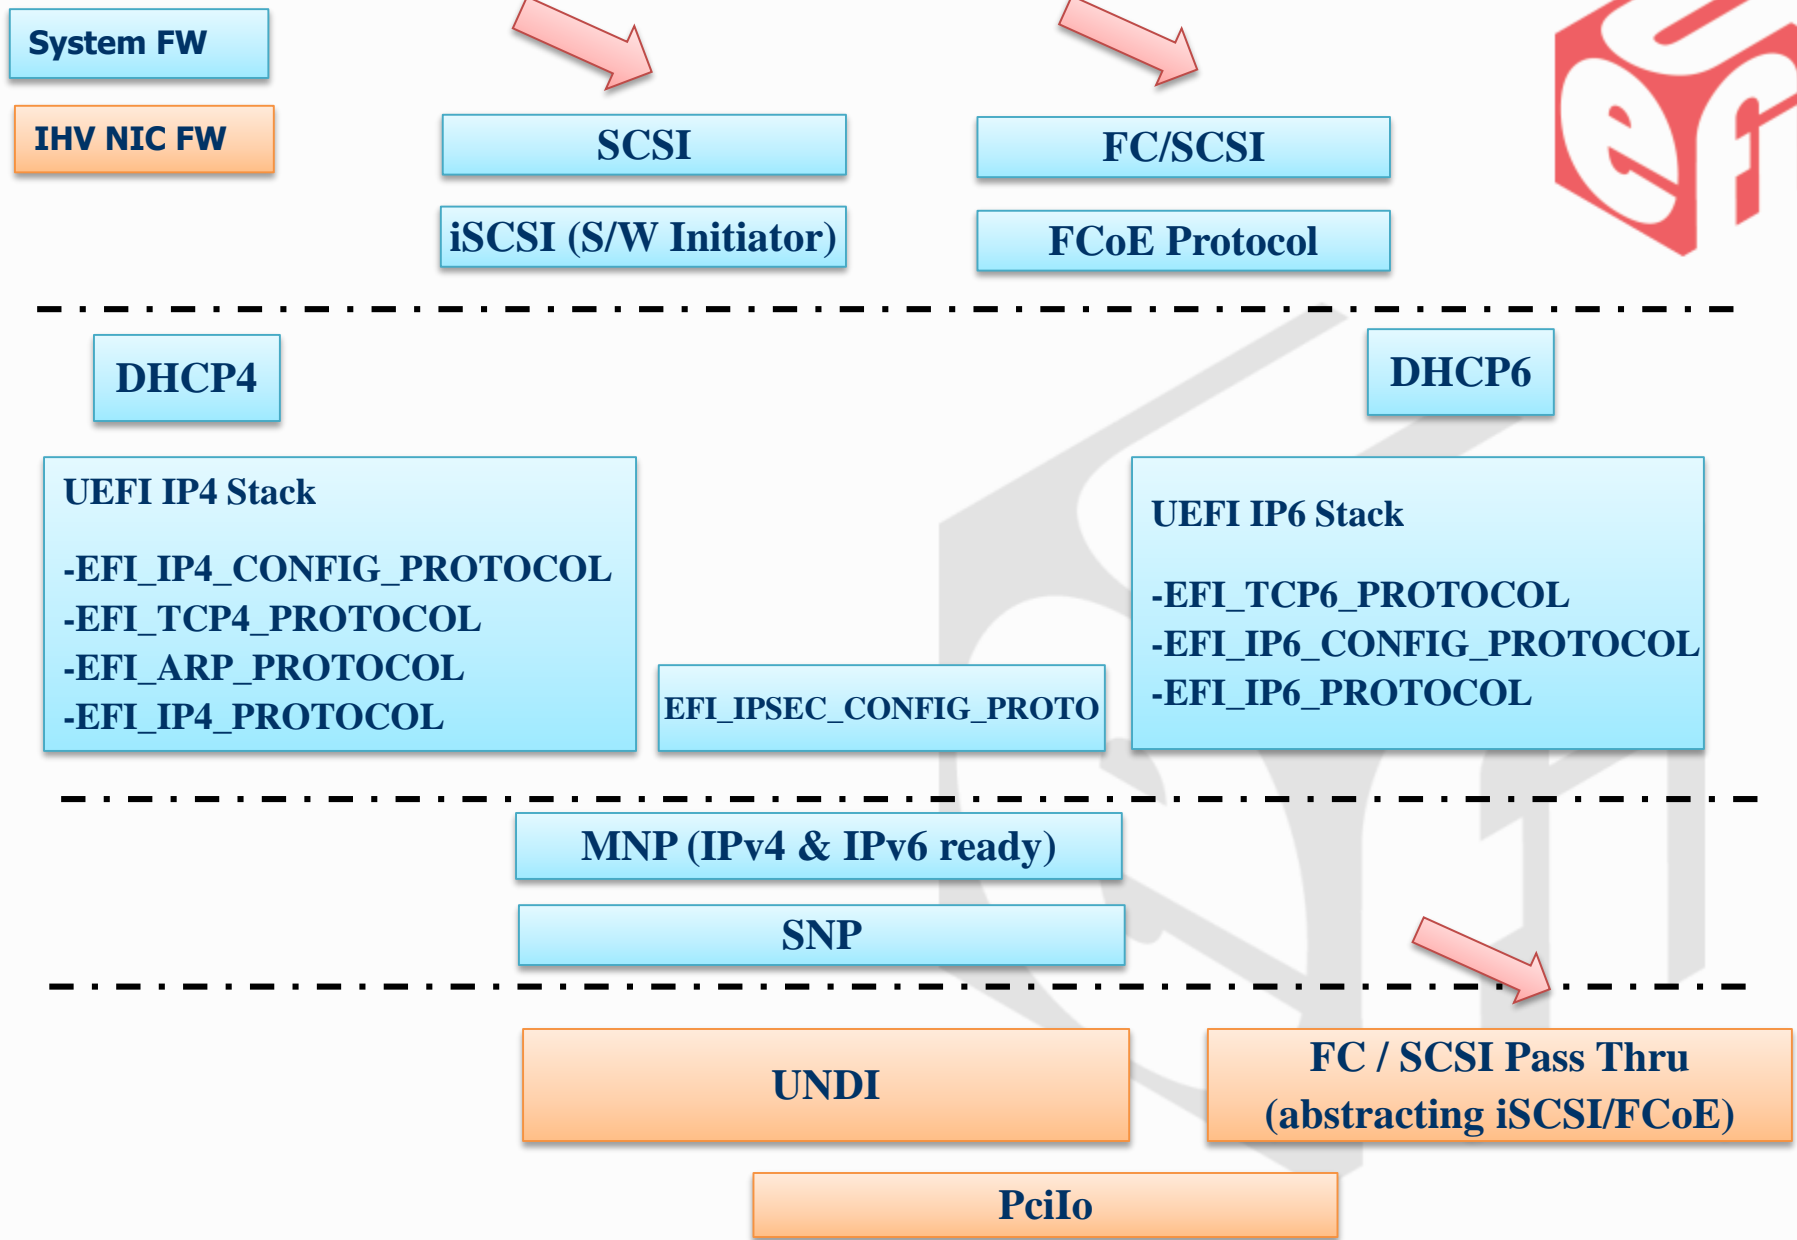 System FW
IHV NIC FW
SCSI
FC/SCSI
iSCSI (S/W Initiator)
FCoE Protocol
DHCP4
DHCP6
UEFI IP4 Stack
-EFI_IP4_CONFIG_PROTOCOL
-EFI_TCP4_PROTOCOL
-EFI_ARP_PROTOCOL
-EFI_IP4_PROTOCOL
EFI_IPSEC_CONFIG_PROTO
UEFI IP6 Stack
-EFI_TCP6_PROTOCOL
-EFI_IP6_CONFIG_PROTOCOL
-EFI_IP6_PROTOCOL
MNP (IPv4 & IPv6 ready)
SNP
UNDI
FC / SCSI Pass Thru
(abstracting iSCSI/FCoE)
PciIo